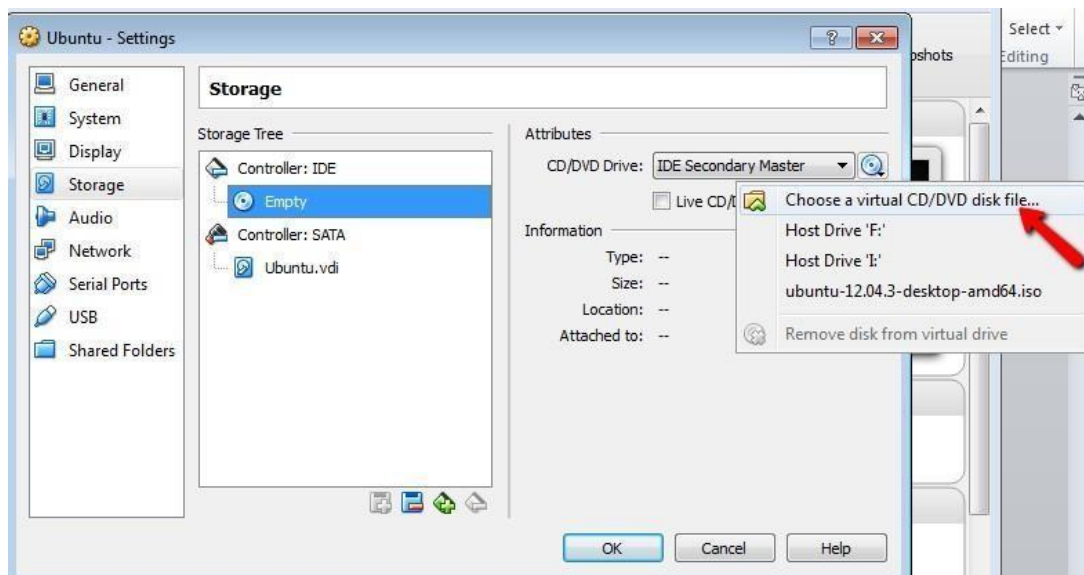 Ubuntu - Settings
General
System
Display
Storage
Audio
Network
Serial Ports
USB
Shared Folders
Storage
Storage Tree
Controller: IDE
Empty
Controller: SATA
Ubuntu.vdi
Attributes
CD/DVD Drive: IDE Secondary Master
Live CD/
Information
Type: --
Size: --
Location: --
Attached to: --
Choose a virtual CD/DVD disk file...
Host Drive 'F:'
Host Drive 'I:'
ubuntu-12.04.3-desktop-amd64.iso
Remove disk from virtual drive
OK
Cancel
Help
pshots
Select
Editing